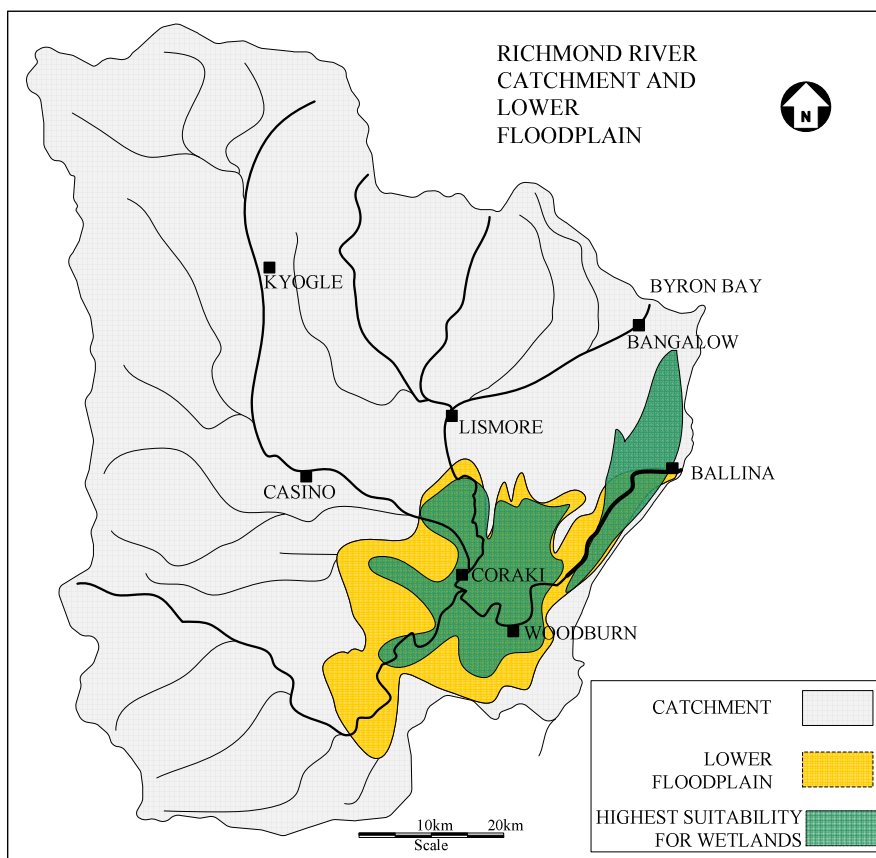 RICHMOND RIVER
CATCHMENT AND
LOWER
FLOODPLAIN
N
KYOGLE
BYRON BAY
BANGALOW
LISMORE
BALLINA
CASINO
CORAKI
WOODBURN
CATCHMENT
LOWER
FLOODPLAIN
HIGHEST SUITABILITY
FOR WETLANDS
10km 20km
Scale